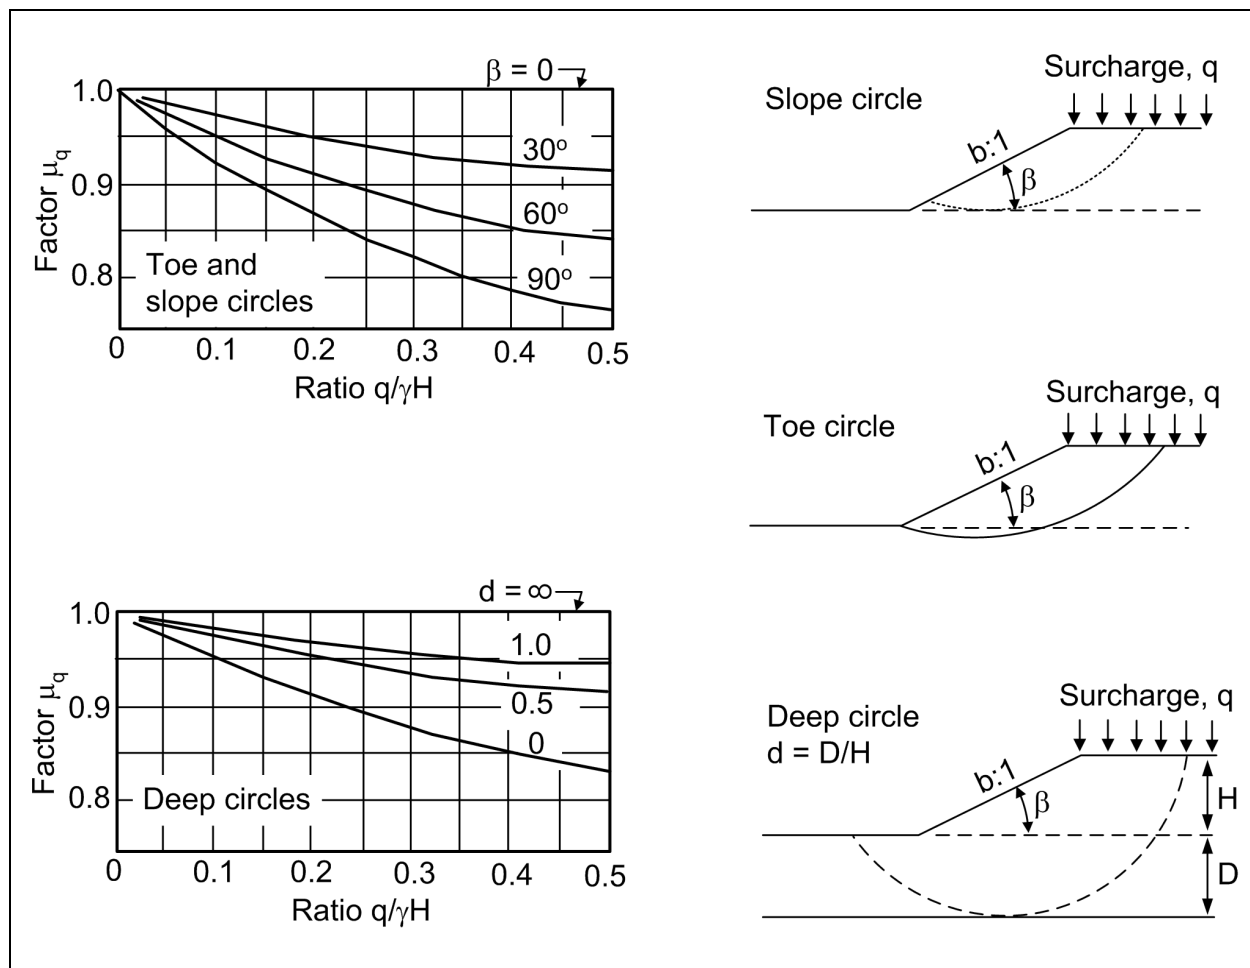 β = 0
1.0
0.9
0.8
Factor μq
30º
60º
90º
Toe and
slope circles
0 0.1 0.2 0.3 0.4 0.5
Ratio q/γH
Slope circle
Surcharge, q
b:1
β
Toe circle
Surcharge, q
b:1
β
d = ∞
1.0
0.9
0.8
Factor μq
1.0
0.5
0
Deep circles
0 0.1 0.2 0.3 0.4 0.5
Ratio q/γH
Deep circle
d = D/H
Surcharge, q
b:1
β
H
D